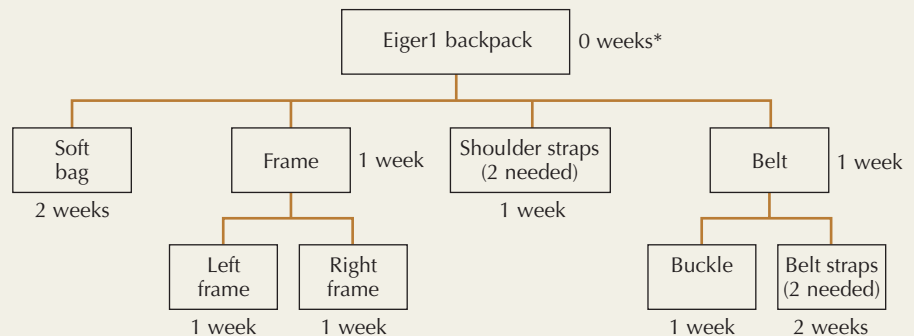 Eiger1 backpack
0 weeks*
Soft
bag
2 weeks
Frame
1 week
Shoulder straps
(2 needed)
1 week
Belt
1 week
Left
frame
1 week
Right
frame
1 week
Buckle
1 week
Belt straps
(2 needed)
2 weeks